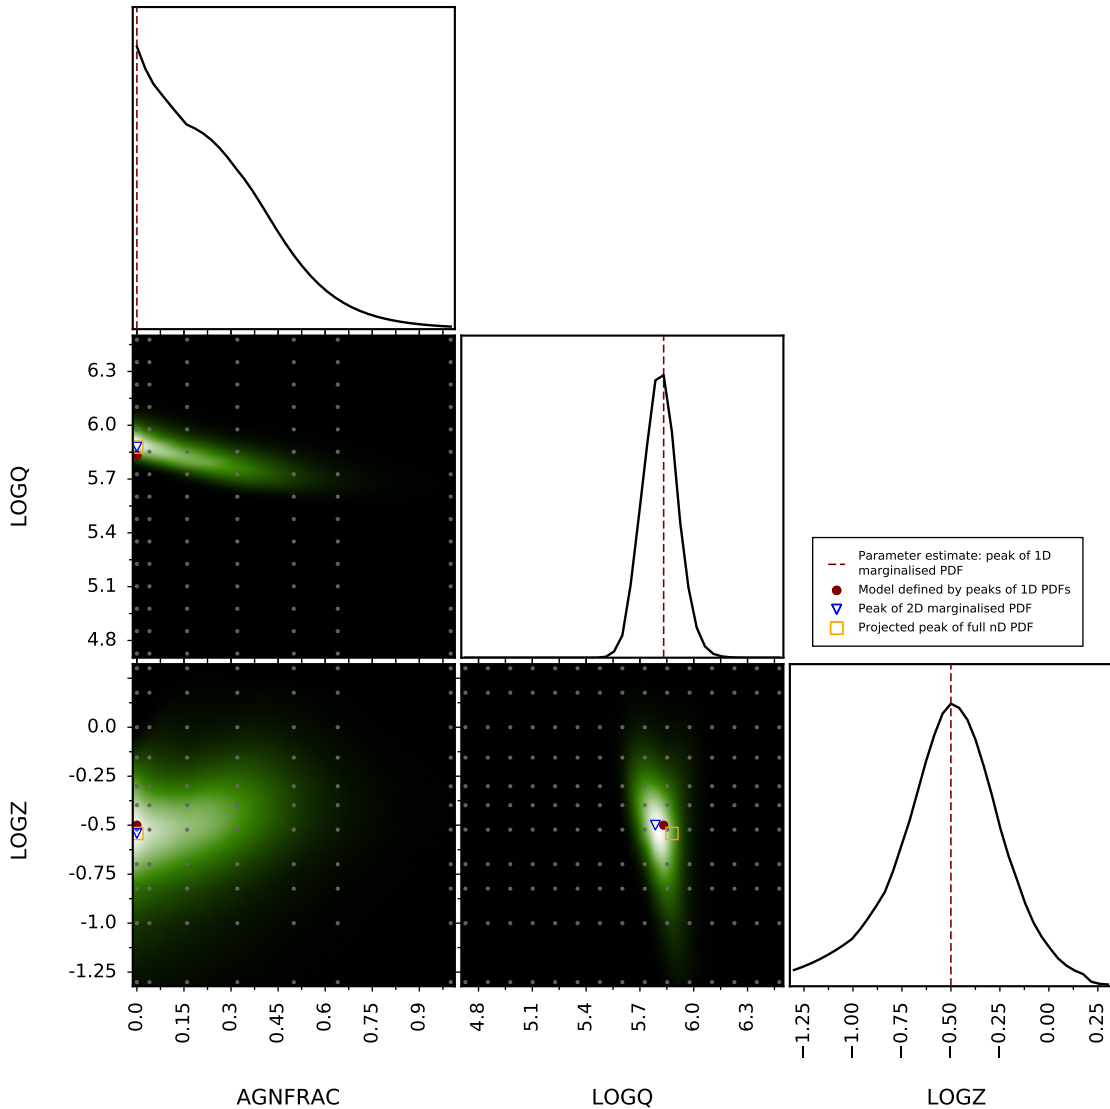 6.3
6.0
5.7
5.4
5.1
4.8
LOGQ
Parameter estimate: peak of 1D
marginalised PDF
Model defined by peaks of 1D PDFs
Peak of 2D marginalised PDF
Projected peak of full nD PDF
0.0
-0.25
-0.5
-0.75
-1.0
-1.25
LOGZ
0.0 0.15 0.3 0.45 0.6 0.75 0.9
4.8 5.1 5.4 5.7 6.0 6.3
−1.25 −1.00 −0.75 −0.50 −0.25 0.00 0.25
AGNFRAC LOGQ LOGZ